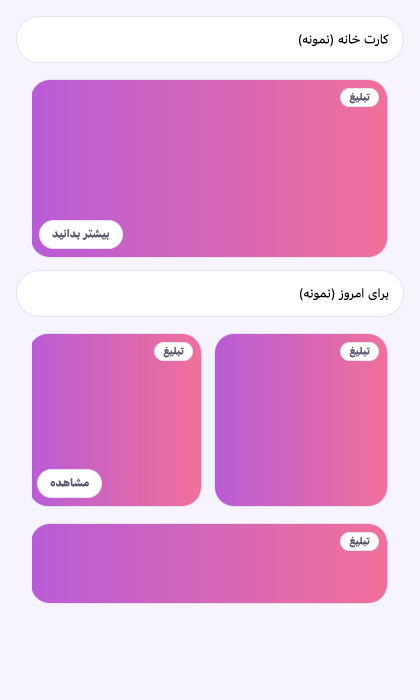 کارت خانه (نمونه)
تبلیغ
بیشتر بدانید
برای امروز (نمونه)
تبلیغ
تبلیغ
مشاهده
تبلیغ